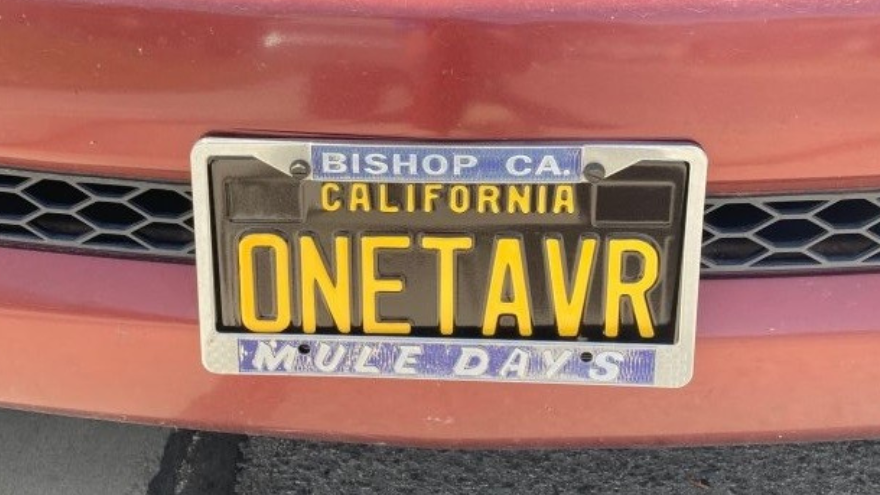 BISHOP CA.
CALIFORNIA
ONETAVR
MULE DAYS